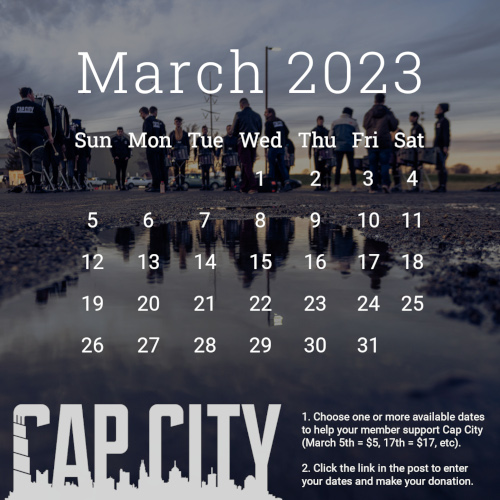 March 2023
Sun Mon Tue Wed Thu Fri Sat
1 2 3 4
5 6 7 8 9 10 11
12 13 14 15 16 17 18
19 20 21 22 23 24 25
26 27 28 29 30 31
CAP CITY
1. Choose one or more available dates
to help your member support Cap City
(March 5th = $5, 17th = $17, etc).
2. Click the link in the post to enter
your dates and make your donation.